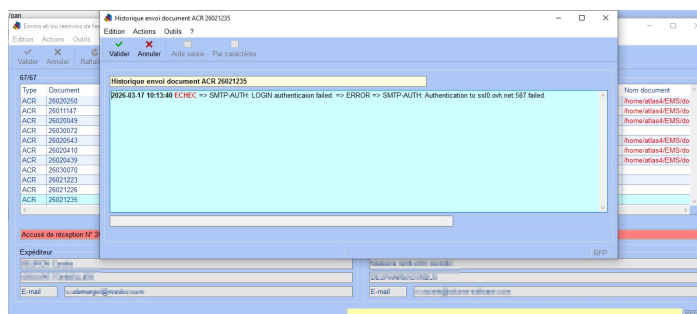 /pan
Envois et/ou réenvois de fac
Edition Actions Outils
Valider Annuler Rafraî
67/67
Type Document
ACR 26020250
ACR 26011147
ACR 26020049
ACR 26030072
ACR 26020543
ACR 26020410
ACR 26020439
ACR 26030070
ACR 26021223
ACR 26021226
ACR 26021235
Accusé de réception N° 26
Expéditeur
E-mail
Historique envoi document ACR 26021235
Edition Actions Outils ?
Valider Annuler Aide saisie Par caractères
Historique envoi document ACR 26021235
2026-03-17 10:13:40 ECHEC => SMTP-AUTH: LOGIN authenticaion failed. => ERROR => SMTP-AUTH: Authentication to ssl0.ovh.net:587 failed.
RFP
Nom document
/home/atlas4/EMS/do
/home/atlas4/EMS/do
/home/atlas4/EMS/do
/home/atlas4/EMS/do
/home/atlas4/EMS/do
/home/atlas4/EMS/do
E-mail
RFP